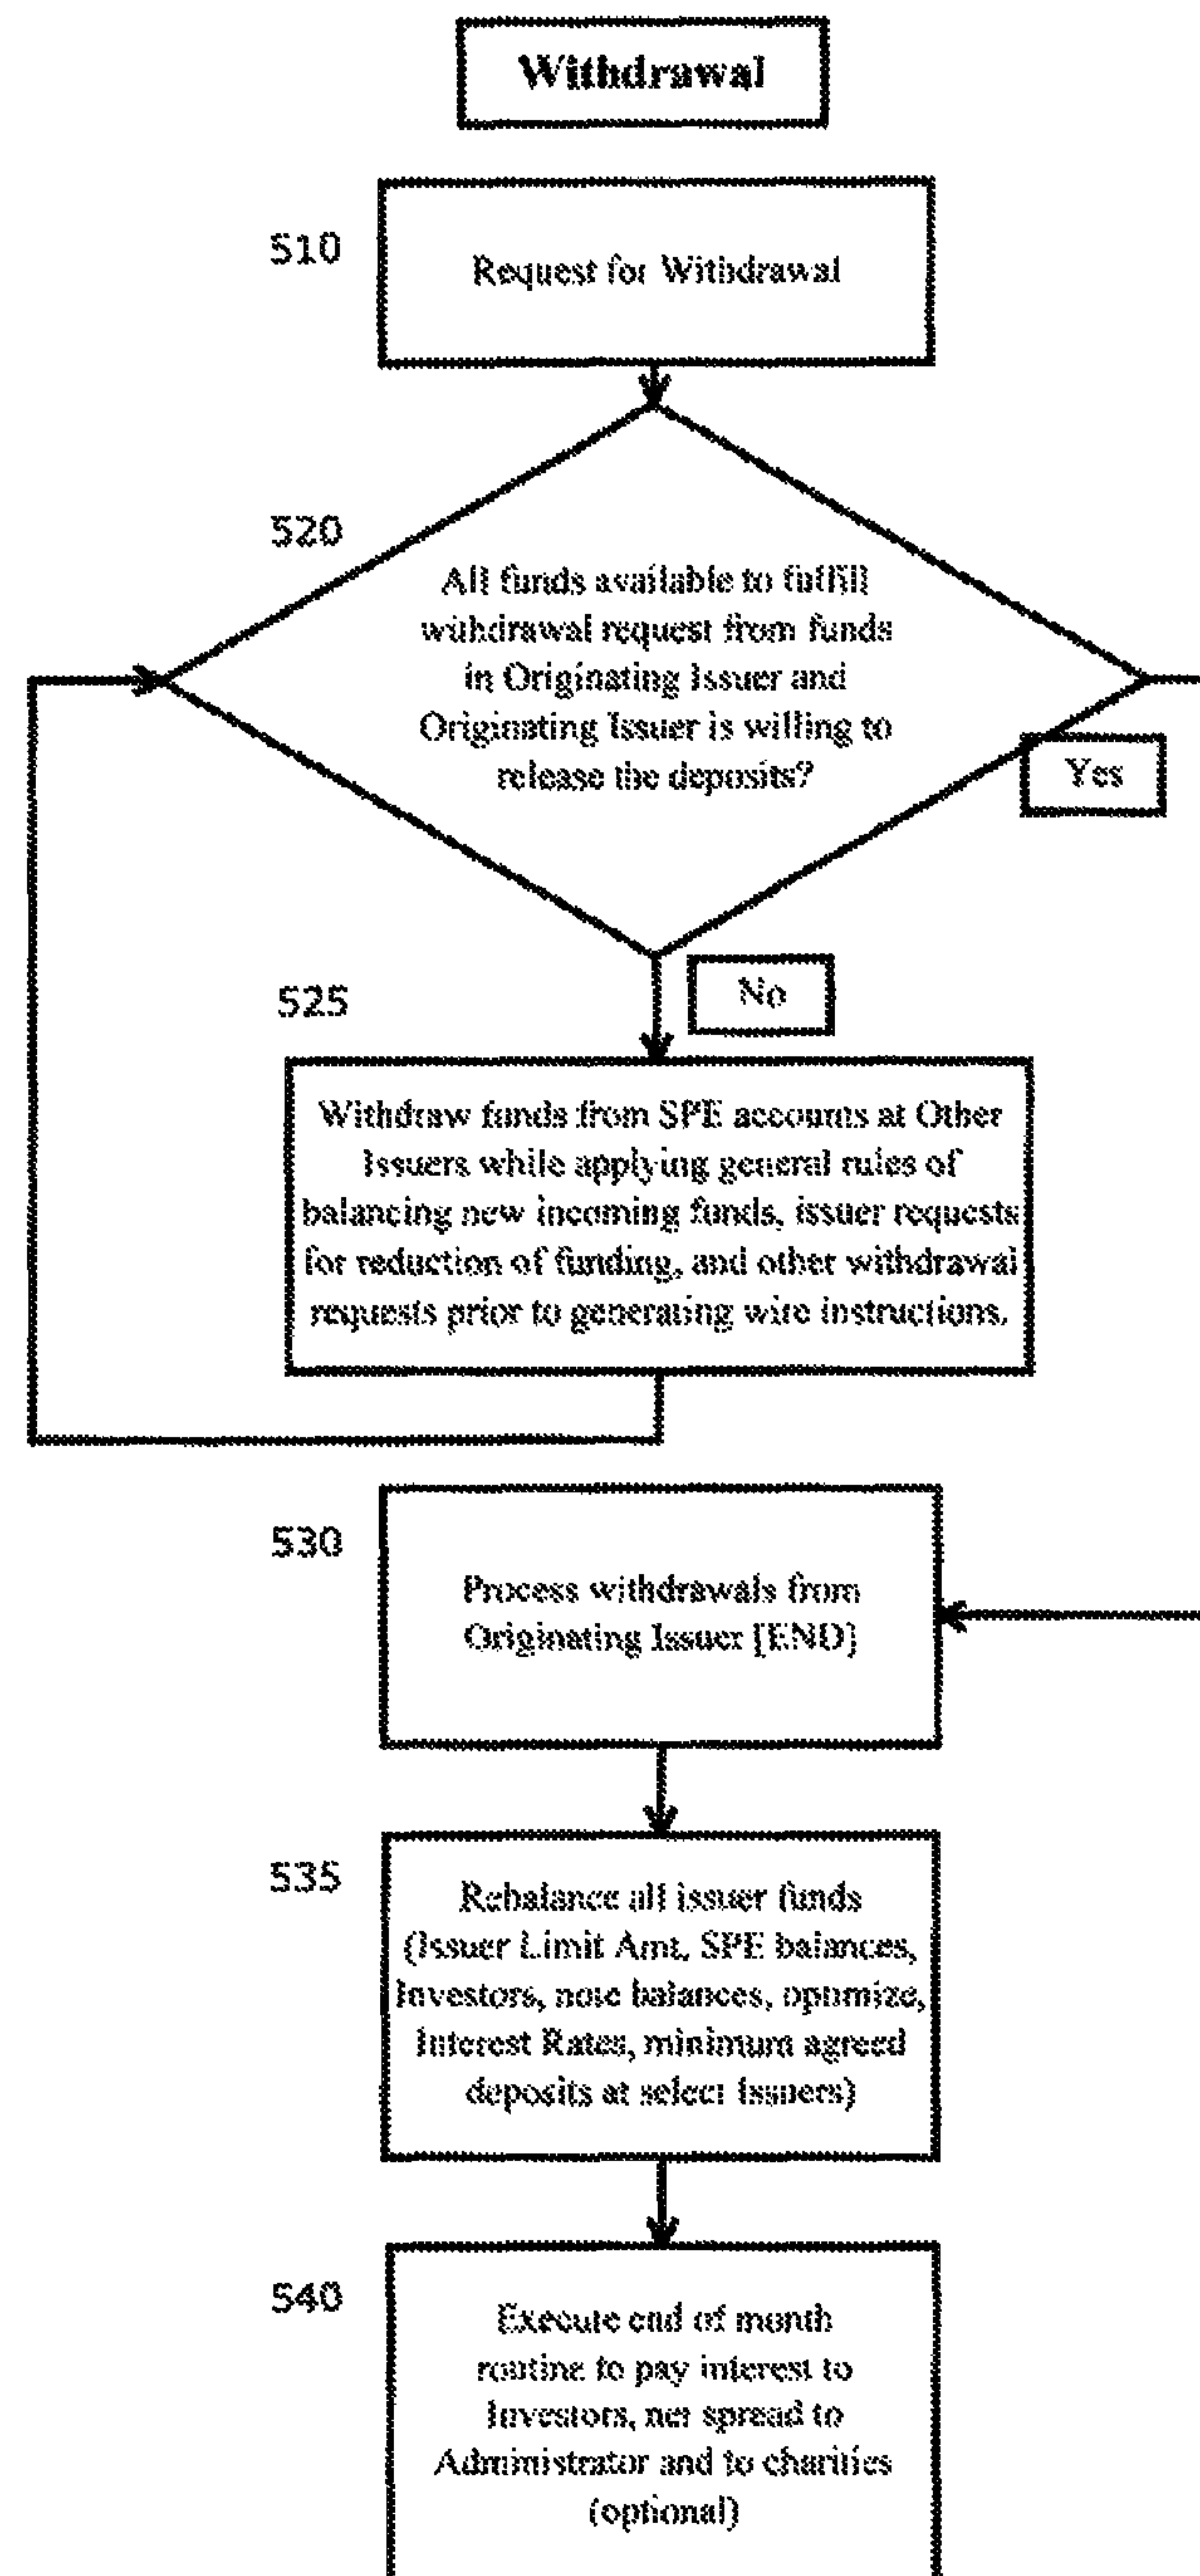 Withdrawal
510
Request for Withdrawal
520
All funds available to fulfill
withdrawal request from funds
in Originating Issuer and
Originating Issuer is willing to
release the deposits?
Yes
No
525
Withdraw funds from SPE accounts at Other
Issuers while applying general rules of
balancing new incoming funds, issuer requests
for reduction of funding, and other withdrawal
requests prior to generating wire instructions.
530
Process withdrawals from
Originating Issuer [END]
535
Rebalance all issuer funds
(Issuer Limit Amt, SPE balances,
Investors, note balances, optimize,
Interest Rates, minimum agreed
deposits at select Issuers)
540
Execute end of month
routine to pay interest to
Investors, net spread to
Administrator and to charities
(optional)